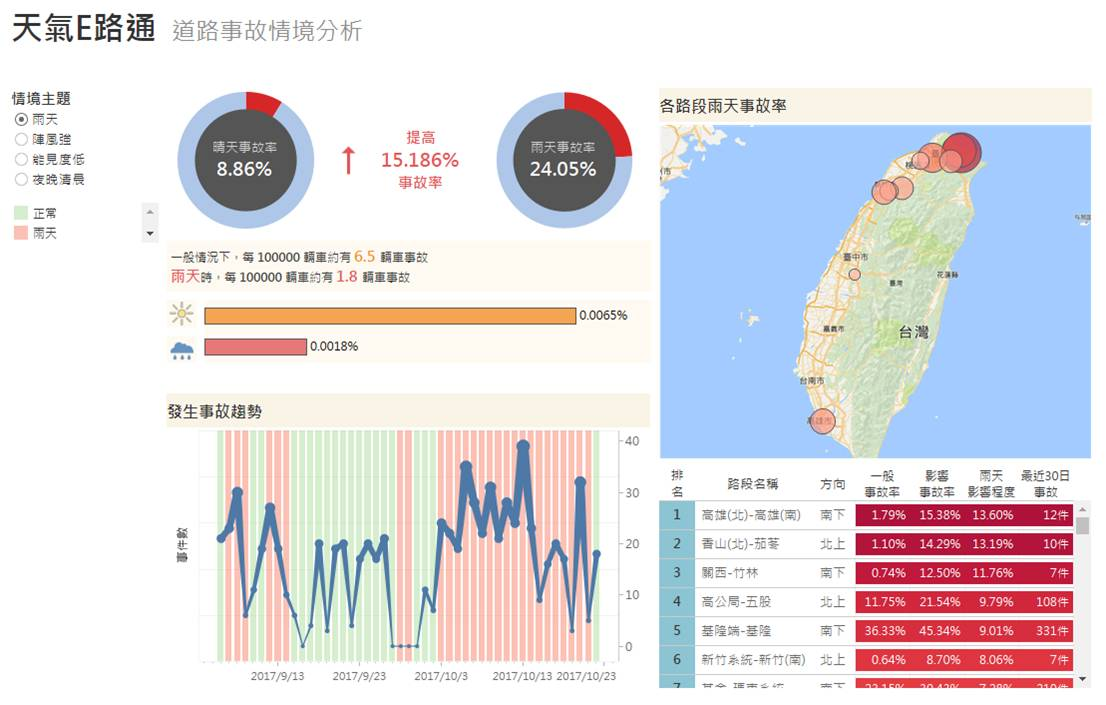 天氣E路通 道路事故情境分析
情境主題
雨天
陣風強
能見度低
夜晚清晨
正常
雨天
晴天事故率
8.86%
提高
15.186%
事故率
雨天事故率
24.05%
一般情況下，每 100000 輛車約有 6.5 輛車事故
雨天時，每 100000 輛車約有 1.8 輛車事故
0.0065%
0.0018%
發生事故趨勢
事件數
40
30
20
10
0
2017/9/13 2017/9/23 2017/10/3 2017/10/13 2017/10/23
各路段雨天事故率
臺中市
花蓮縣
臺灣
嘉義市
台灣
台南市
高雄市
排名 路段名稱 方向 一般事故率 影響事故率 雨天影響程度 最近30日事故
1 高雄(北)-高雄(南) 南下 1.79% 15.38% 13.60% 12件
2 香山(北)-茄苳 北上 1.10% 14.29% 13.19% 10件
3 關西-竹林 南下 0.74% 12.50% 11.76% 7件
4 高公局-五股 北上 11.75% 21.54% 9.79% 108件
5 基隆端-基隆 南下 36.33% 45.34% 9.01% 331件
6 新竹系統-新竹(南) 北上 0.64% 8.70% 8.06% 7件